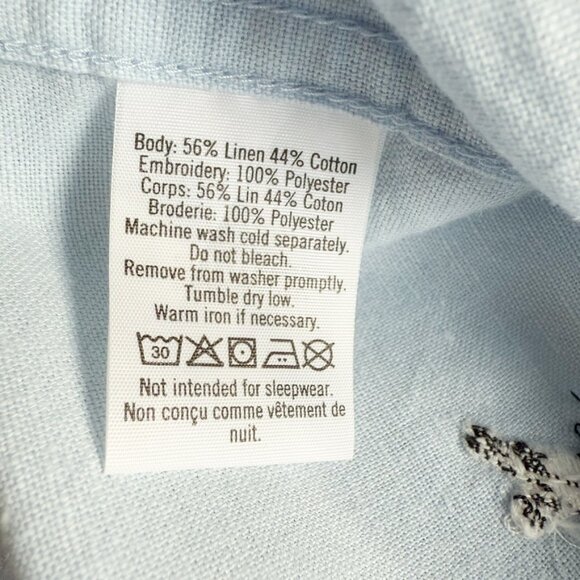 Body: 56% Linen 44% Cotton
Embroidery: 100% Polyester
Corps: 56% Lin 44% Coton
Broderie: 100% Polyester
Machine wash cold separately.
Do not bleach.
Remove from washer promptly.
Tumble dry low.
Warm iron if necessary.
30
Not intended for sleepwear.
Non conçu comme vêtement de
nuit.